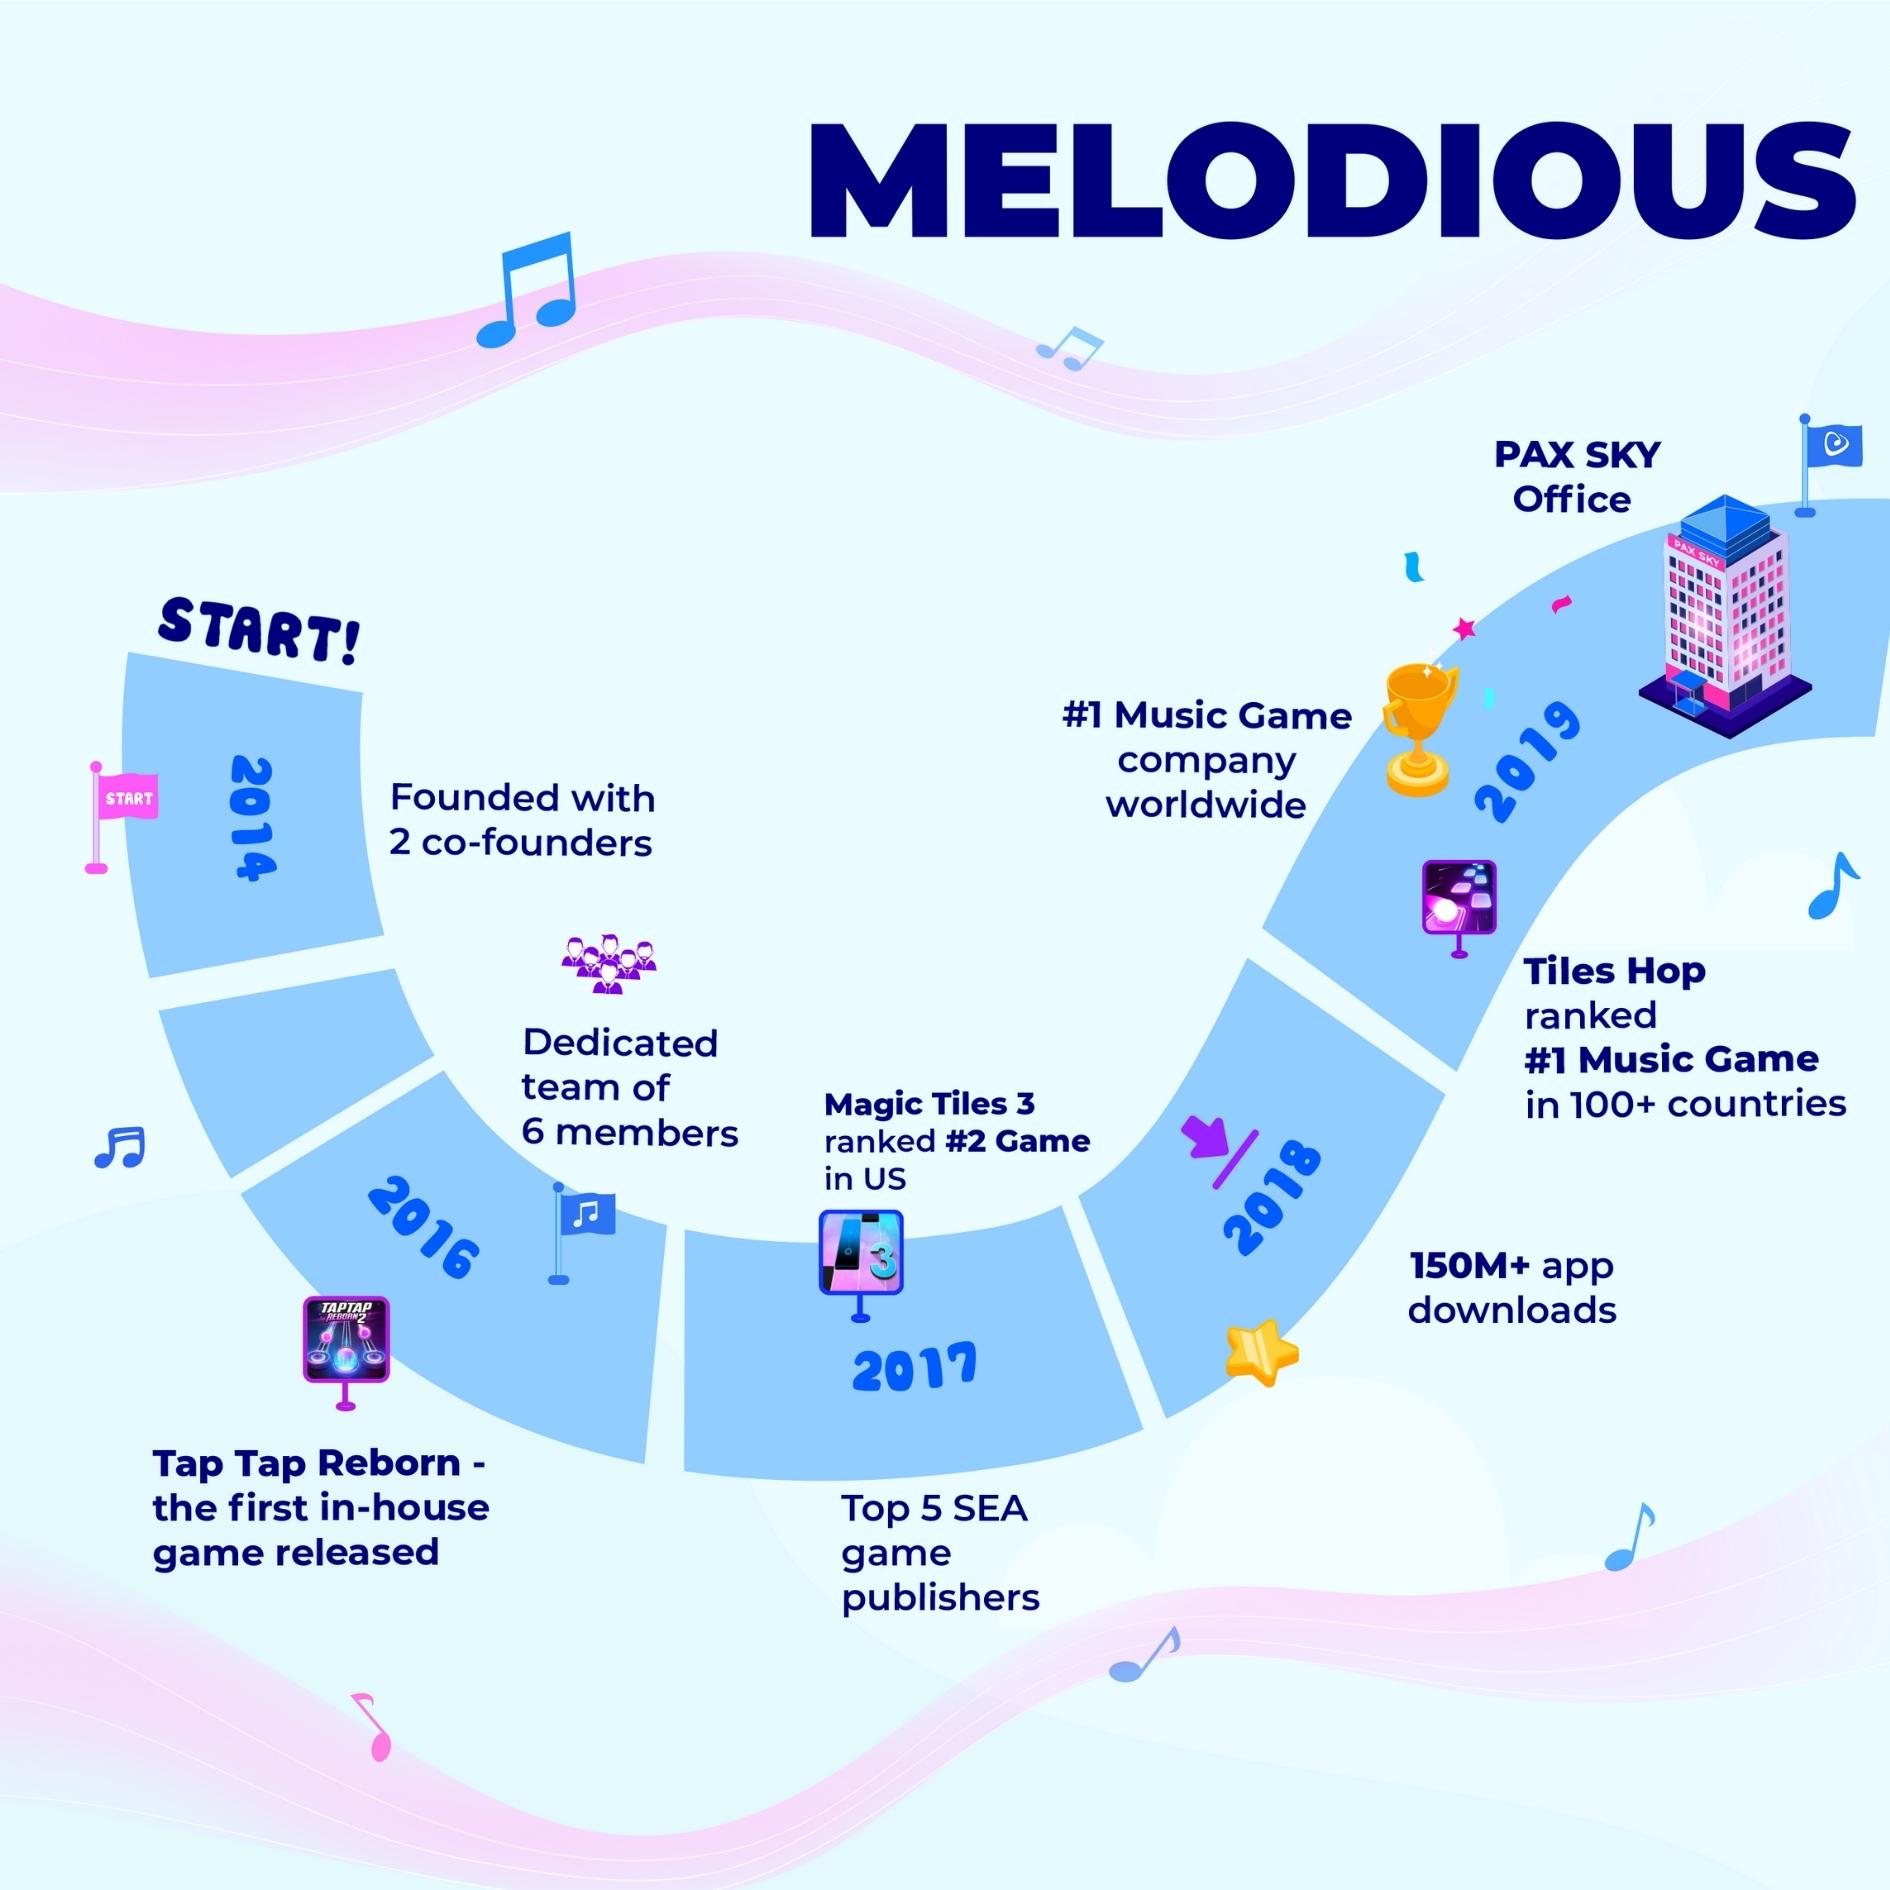 MELODIOUS
START!
START
2014
Founded with
2 co-founders
Dedicated
team of
6 members
2016
TAPTAP
REBORN 2
Tap Tap Reborn -
the first in-house
game released
Magic Tiles 3
ranked #2 Game
in US
3
2017
Top 5 SEA
game
publishers
2018
150M+ app
downloads
#1 Music Game
company
worldwide
2019
Tiles Hop
ranked
#1 Music Game
in 100+ countries
PAX SKY
Office
PAX SKY